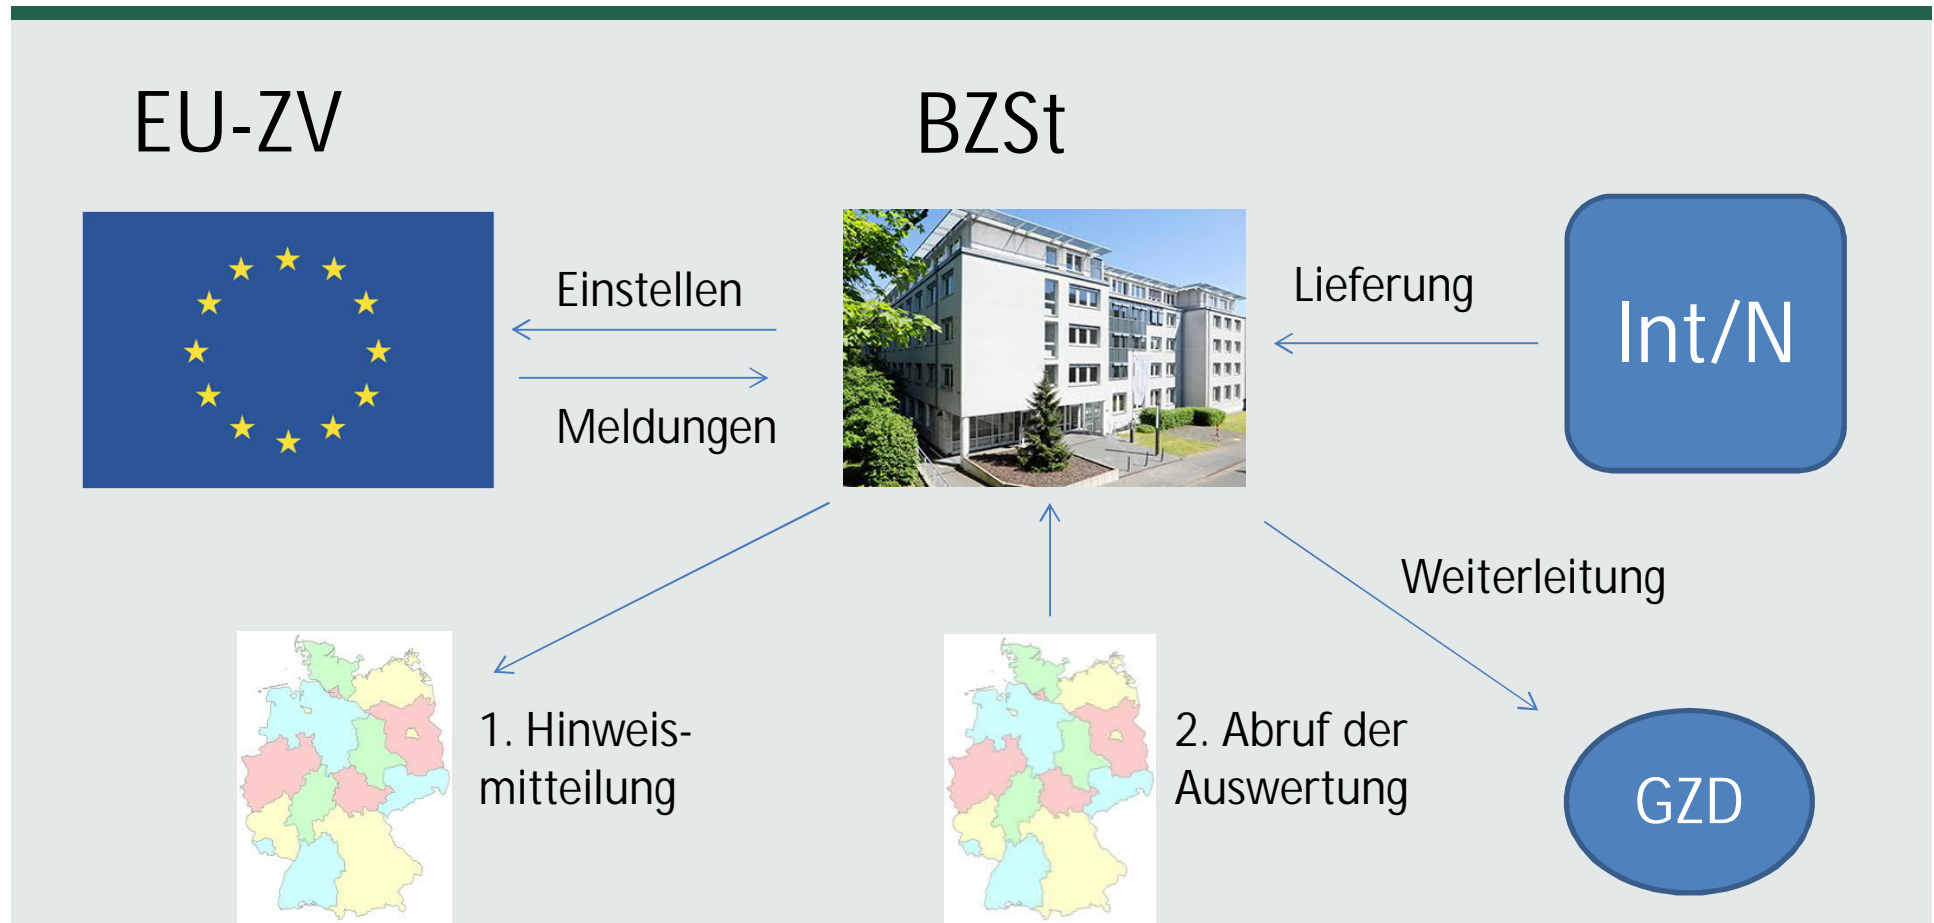 EU-ZV
BZSt
Einstellen
Meldungen
Lieferung
Int/N
Weiterleitung
1. Hinweis-
mitteilung
2. Abruf der
Auswertung
GZD